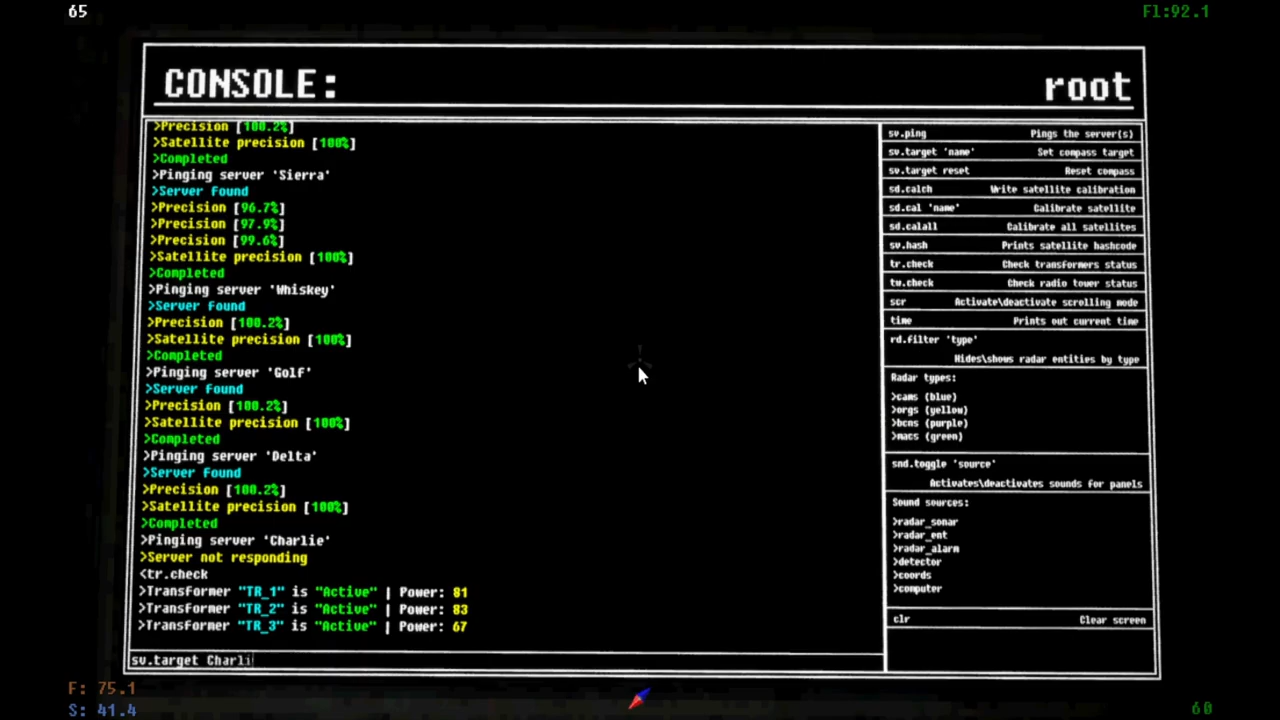 65
Fl:92.1
CONSOLE:
root
>Precision [100.2%]
>Satellite precision [100%]
>Completed
>Pinging server 'Sierra'
>Server Found
>Precision [96.7%]
>Precision [97.9%]
>Precision [99.6%]
>Satellite precision [100%]
>Completed
>Pinging server 'Whiskey'
>Server Found
>Precision [100.2%]
>Satellite precision [100%]
>Completed
>Pinging server 'Golf'
>Server Found
>Precision [100.2%]
>Satellite precision [100%]
>Completed
>Pinging server 'Delta'
>Server Found
>Precision [100.2%]
>Satellite precision [100%]
>Completed
>Pinging server 'Charlie'
>Server not responding
<tr.check
>Transformer "TR_1" is "Active" | Power: 81
>Transformer "TR_2" is "Active" | Power: 83
>Transformer "TR_3" is "Active" | Power: 67
sv.target Charli
sv.ping Pings the server(s)
sv.target 'name' Set compass target
sv.target reset Reset compass
sd.calch Write satellite calibration
sd.cal 'name' Calibrate satellite
sd.calall Calibrate all satellites
sv.hash Prints satellite hashcode
tr.check Check transformers status
tw.check Check radio tower status
scr Activate\deactivate scrolling mode
time Prints out current time
rd.filter 'type'
Hides\shows radar entities by type
Radar types:
>cams (blue)
>orgs (yellow)
>bcns (purple)
>macs (green)
snd.toggle 'source'
Activates\deactivates sounds for panels
Sound sources:
>radar_sonar
>radar_ent
>radar_alarm
>detector
>coords
>computer
clr Clear screen
F: 75.1
S: 41.4
60